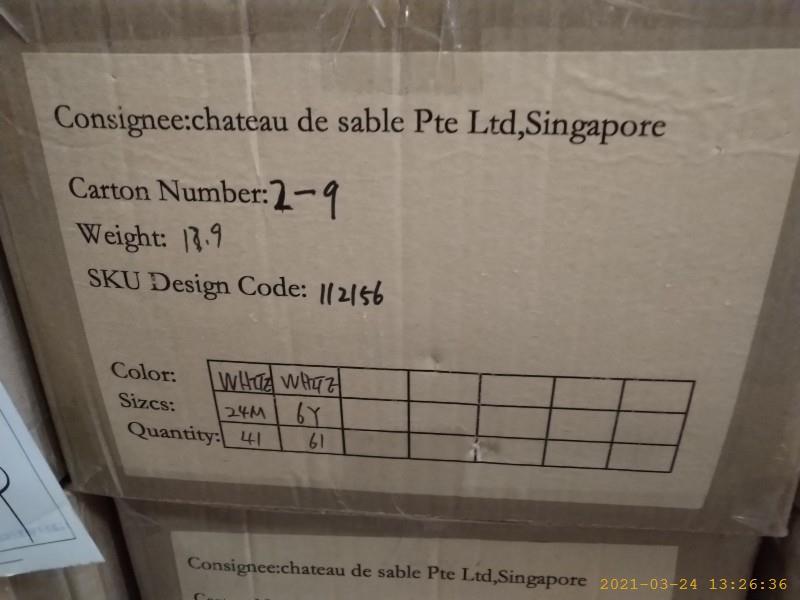 Consignee:chateau de sable Pte Ltd,Singapore
Carton Number:2-9
Weight: 13.9
SKU Design Code: 112156
Color: WHITE WHITE
Sizes: 24M 6Y
Quantity: 41 61
Consignee:chateau de sable Pte Ltd,Singapore
2021-03-24 13:26:36